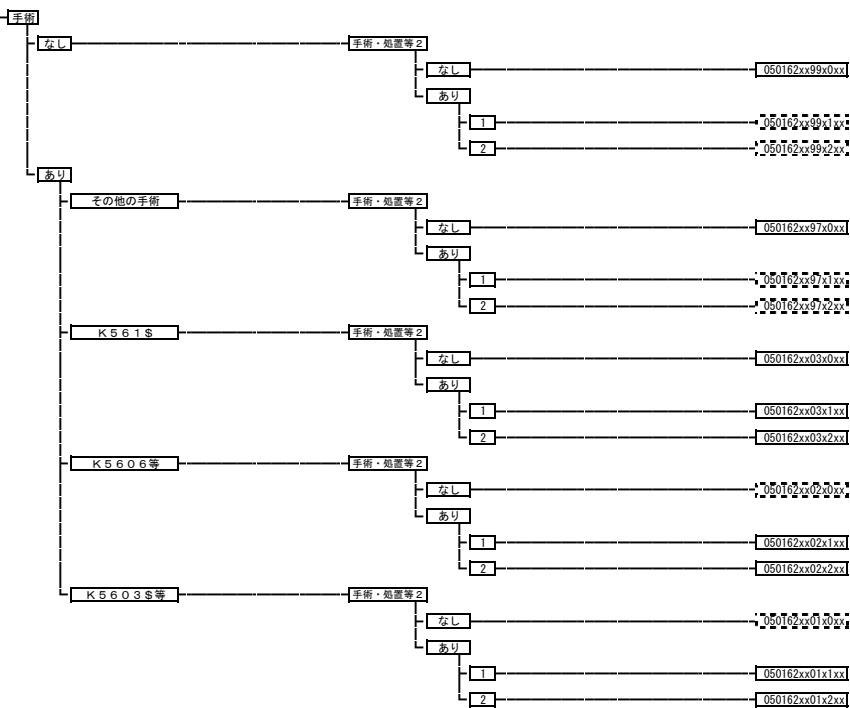 手術
なし 手術・処置等2
なし 050162xx99x0xx
あり
1 050162xx99x1xx
2 050162xx99x2xx
あり
その他の手術 手術・処置等2
なし 050162xx97x0xx
あり
1 050162xx97x1xx
2 050162xx97x2xx
K561$ 手術・処置等2
なし 050162xx03x0xx
あり
1 050162xx03x1xx
2 050162xx03x2xx
K5606等 手術・処置等2
なし 050162xx02x0xx
あり
1 050162xx02x1xx
2 050162xx02x2xx
K5603$等 手術・処置等2
なし 050162xx01x0xx
あり
1 050162xx01x1xx
2 050162xx01x2xx